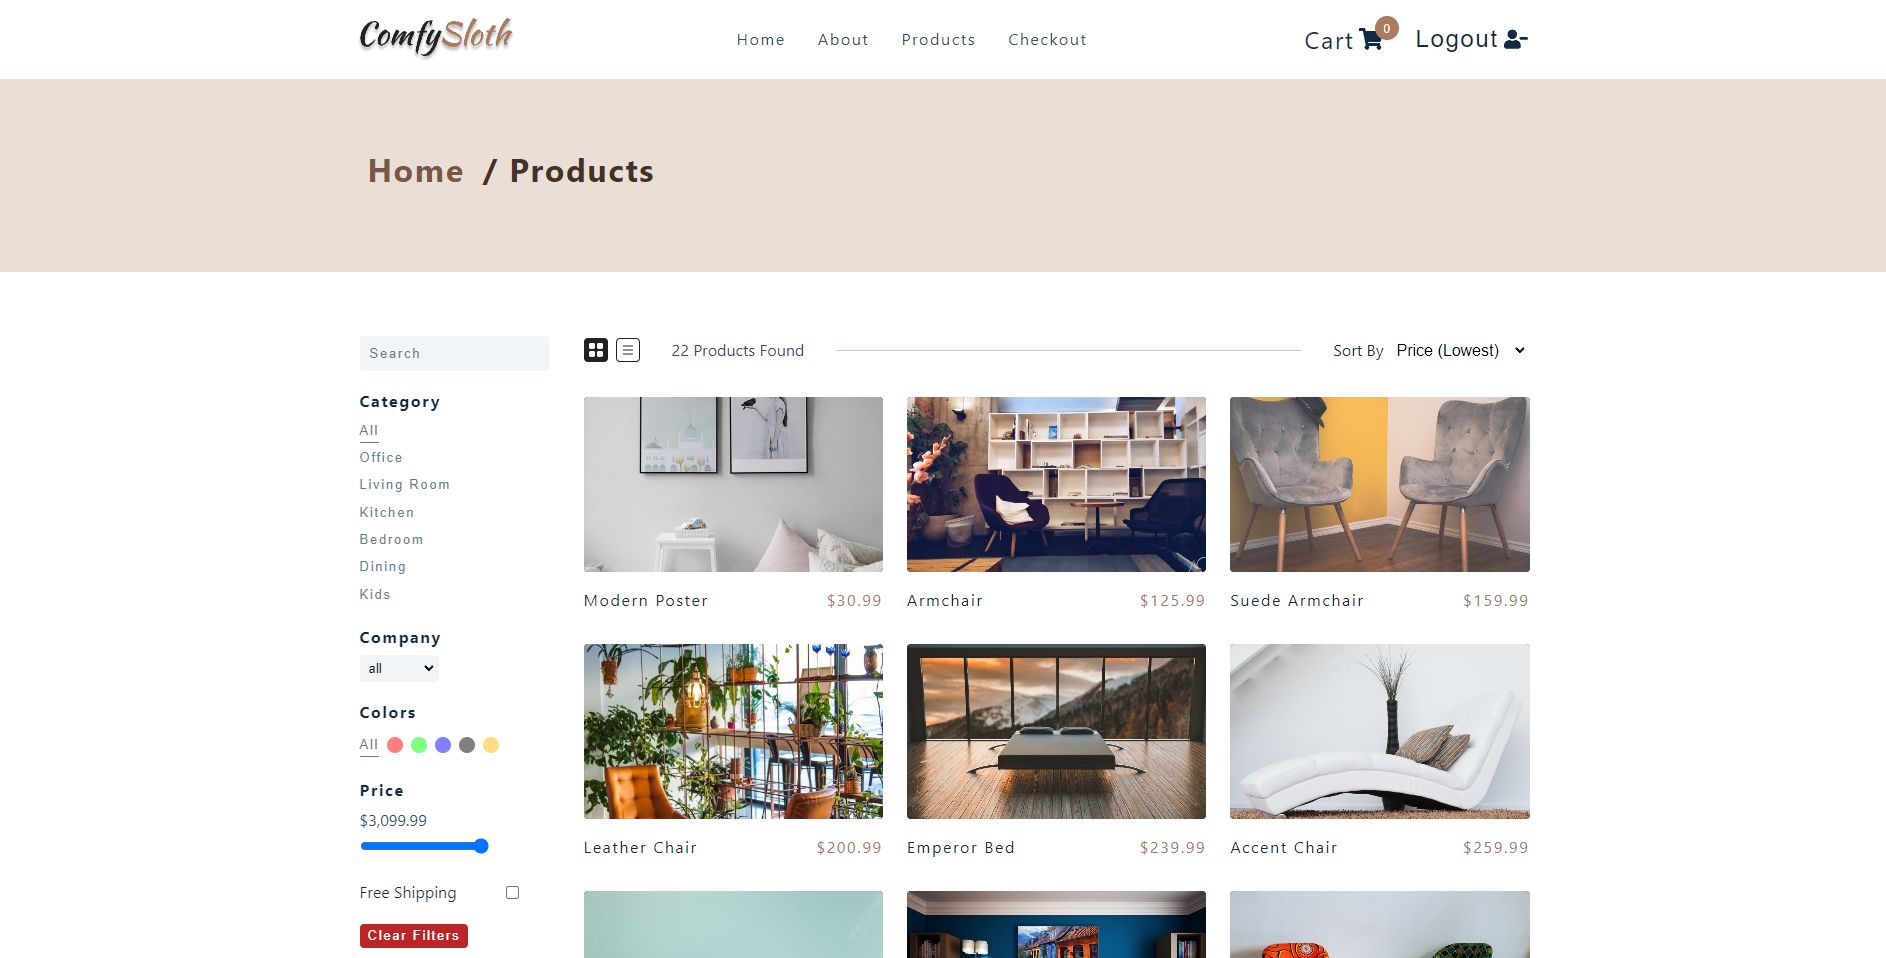 ComfySloth
Home About Products Checkout
Cart 0 Logout
Home / Products
Search
Category
All
Office
Living Room
Kitchen
Bedroom
Dining
Kids
Company
all
Colors
All
Price
$3,099.99
Free Shipping
Clear Filters
22 Products Found
Sort By Price (Lowest)
Modern Poster $30.99
Armchair $125.99
Suede Armchair $159.99
Leather Chair $200.99
Emperor Bed $239.99
Accent Chair $259.99